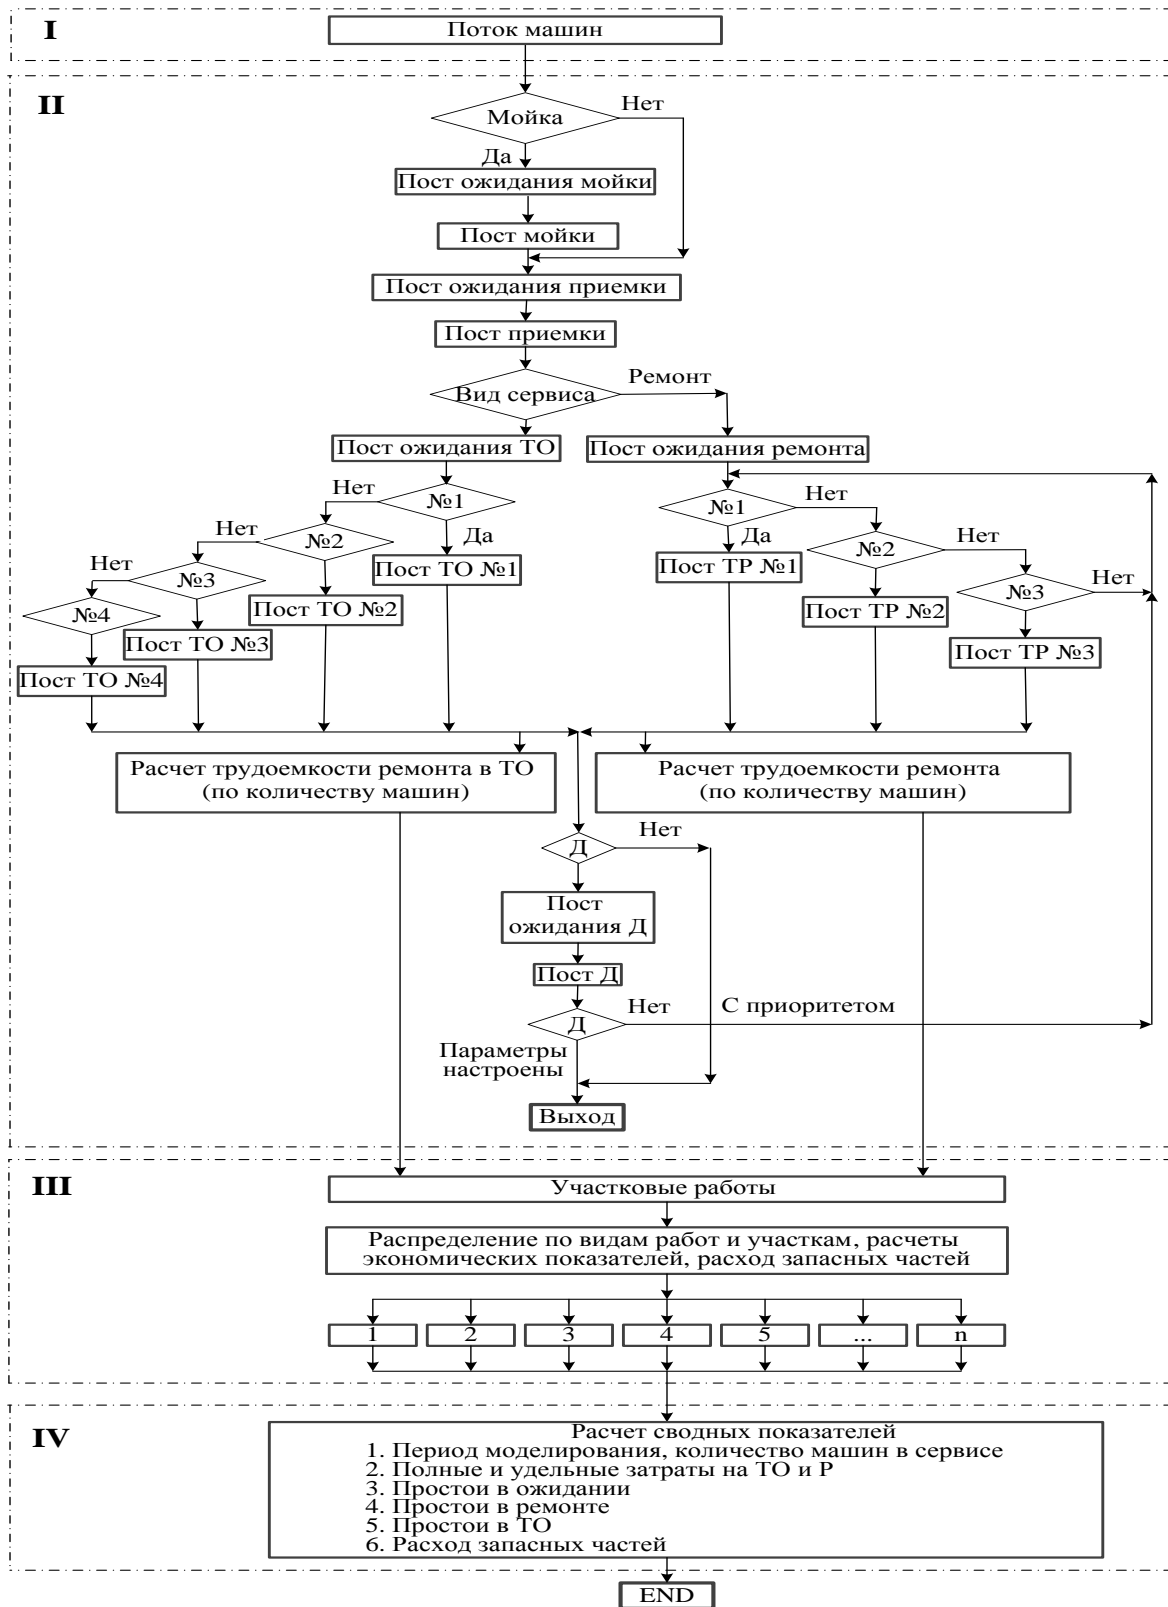 I
Поток машин
II
Мойка
Нет
Да
Пост ожидания мойки
Пост мойки
Пост ожидания приемки
Пост приемки
Вид сервиса
Ремонт
Пост ожидания ТО
Пост ожидания ремонта
Нет
№1
№1
Нет
Нет
№2
Да
Да
№2
Нет
Нет
№3
Пост ТО №1
Пост ТР №1
№3
Нет
№4
Пост ТО №2
Пост ТР №2
Пост ТО №3
Пост ТР №3
Пост ТО №4
Расчет трудоемкости ремонта в ТО
(по количеству машин)
Расчет трудоемкости ремонта
(по количеству машин)
Д
Нет
Пост
ожидания Д
Пост Д
Д
Нет
С приоритетом
Параметры
настроены
Выход
III
Участковые работы
Распределение по видам работ и участкам, расчеты
экономических показателей, расход запасных частей
1 2 3 4 5 ... n
IV
Расчет сводных показателей
1. Период моделирования, количество машин в сервисе
2. Полные и удельные затраты на ТО и Р
3. Простои в ожидании
4. Простои в ремонте
5. Простои в ТО
6. Расход запасных частей
END